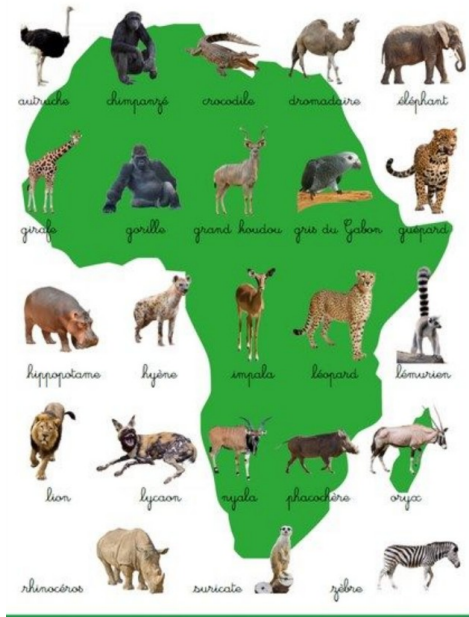 autruche chimpanzé crocodile dromadaire éléphant
girafe gorille grand koudou gris du Gabon guépard
hippopotame hyène impala léopard lémurien
lion lycaon nyala phacochère oryx
rhinocéros suricate zèbre